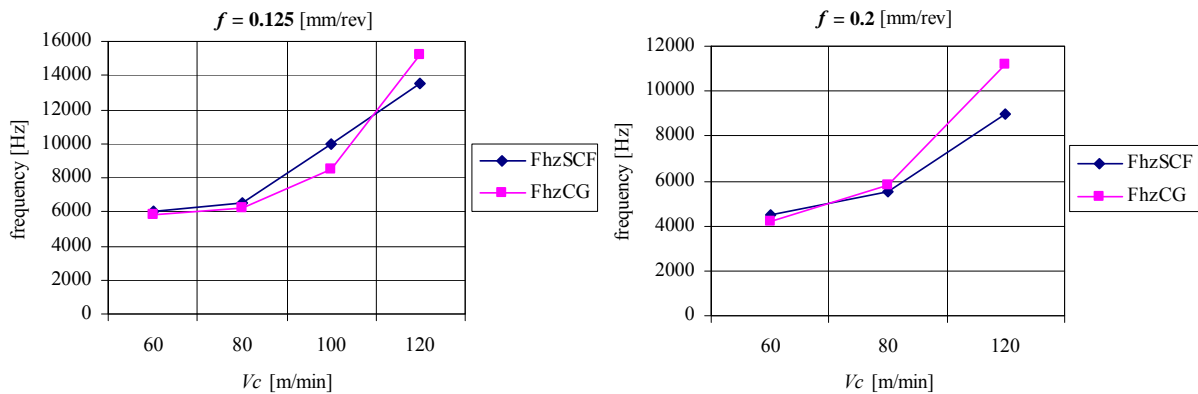 f = 0.125 [mm/rev]
frequency [Hz]
16000
14000
12000
10000
8000
6000
4000
2000
0
60 80 100 120
Vc [m/min]
FhzSCF
FhzCG
f = 0.2 [mm/rev]
frequency [Hz]
12000
10000
8000
6000
4000
2000
0
60 80 120
Vc [m/min]
FhzSCF
FhzCG